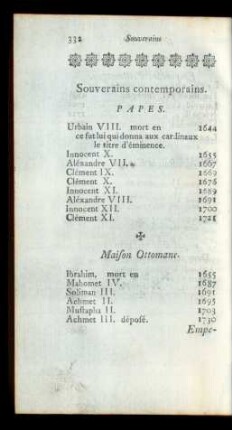 332 Souverains
Souverains contemporains.
PAPES.
Urbain VIII. mort en 1644
ce fut lui qui donna aux cardinaux
le titre d'éminence.
Innocent X. 1655
Aléxandre VII. 1667
Clément IX. 1669
Clément X. 1676
Innocent XI. 1689
Aléxandre VIII. 1691
Innocent XII. 1700
Clément XI. 1721
Maison Ottomane.
Ibrahim, mort en 1655
Mahomet IV. 1687
Soliman III. 1691
Achmet II. 1695
Mustapha II. 1703
Achmet III. déposé. 1730
Empe-